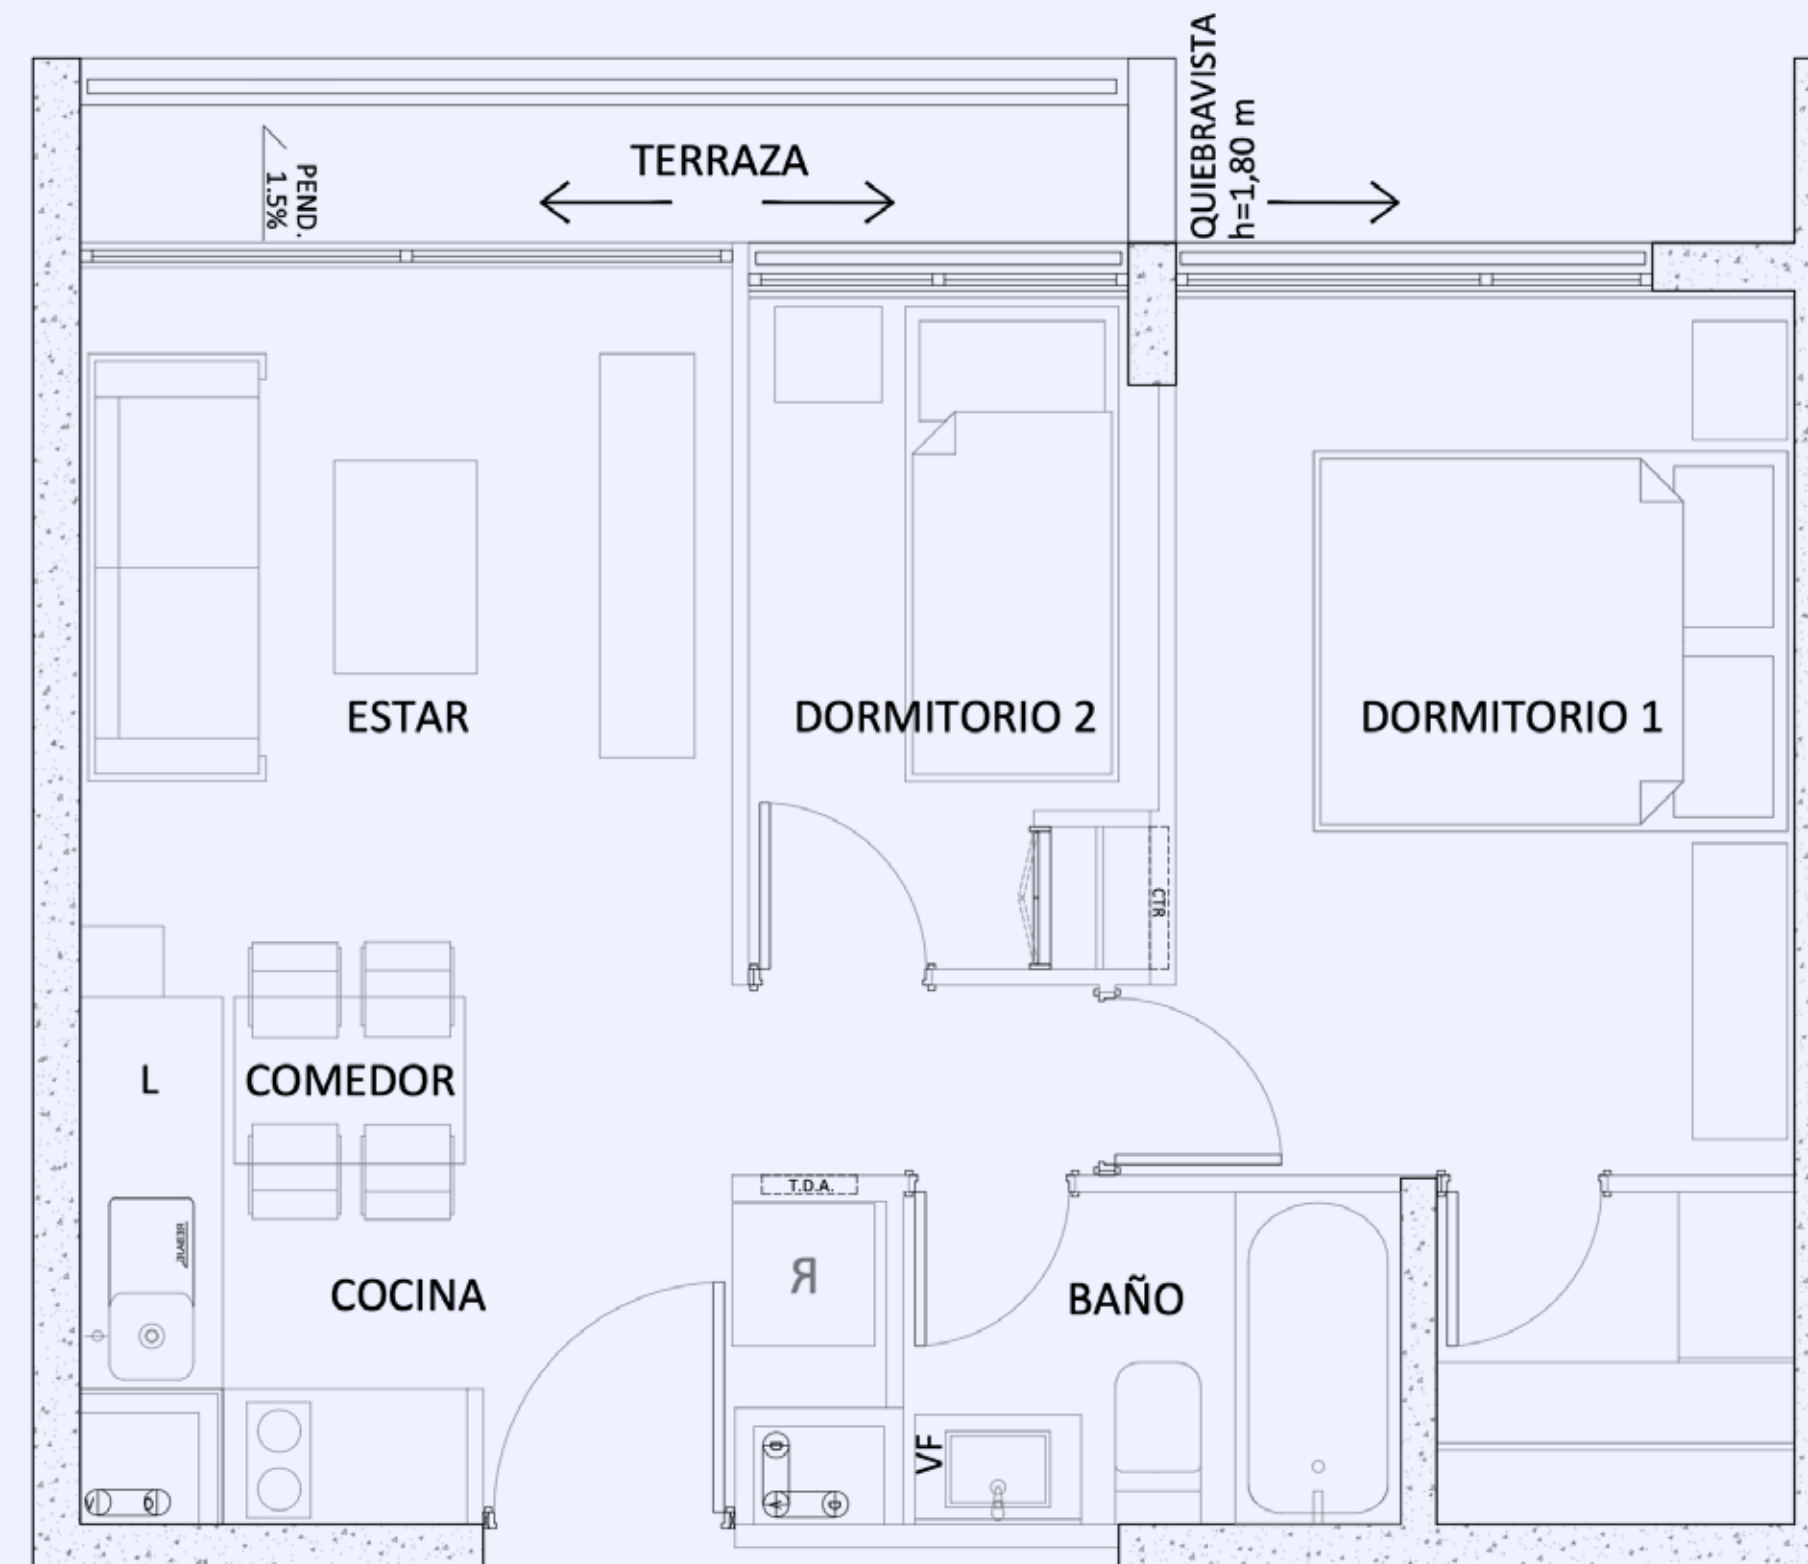 QUIEBRAVISTA
h=1,80 m
TERRAZA
PEND.
1.5%
ESTAR
DORMITORIO 2
DORMITORIO 1
CTR
L
COMEDOR
T.D.A.
COCINA
R
BAÑO
VF
V
D
D
D